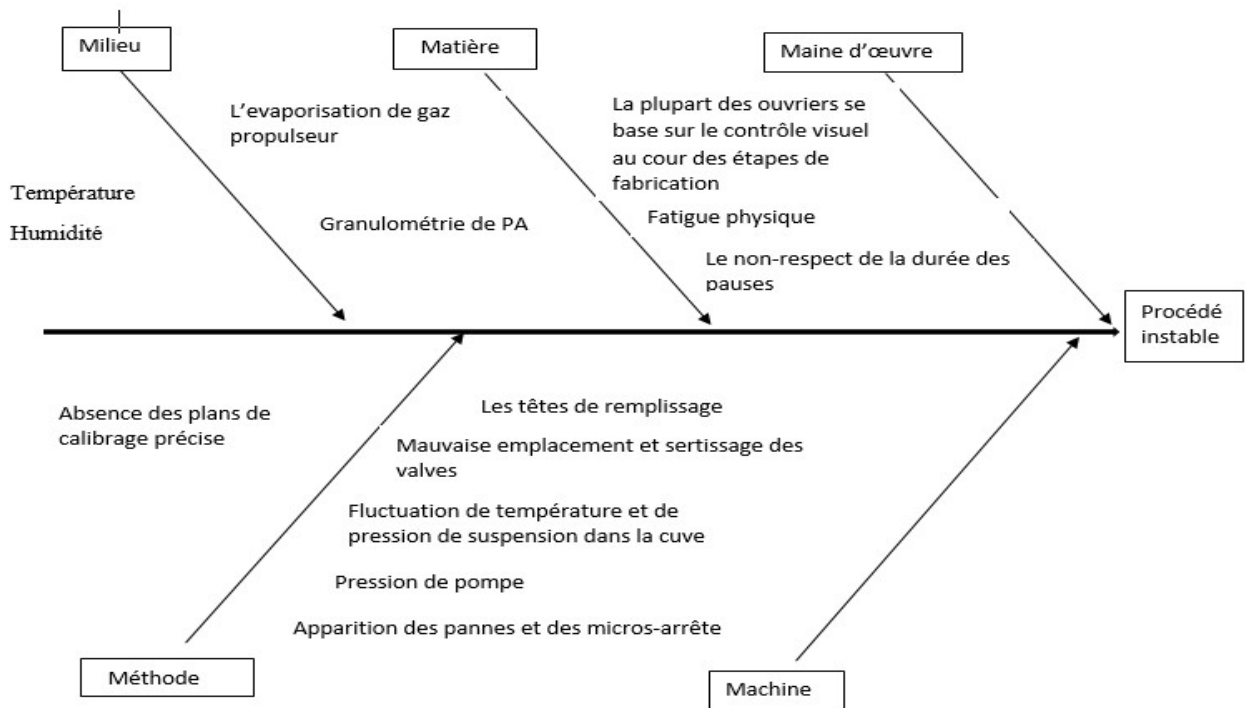 Milieu
Matière
Maine d’œuvre
L’evaporisation de gaz
propulseur
La plupart des ouvriers se
base sur le contrôle visuel
au cour des étapes de
fabrication
Température
Humidité
Granulométrie de PA
Fatigue physique
Le non-respect de la durée des
pauses
Procédé
instable
Absence des plans de
calibrage précise
Les têtes de remplissage
Mauvaise emplacement et sertissage des
valves
Fluctuation de température et de
pression de suspension dans la cuve
Pression de pompe
Apparition des pannes et des micros-arrête
Méthode
Machine